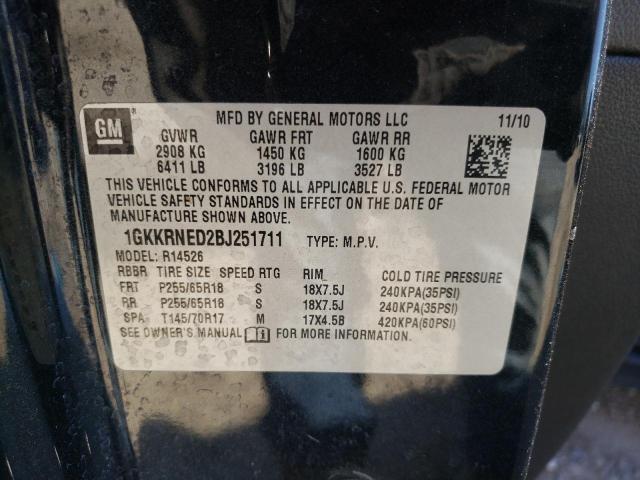 GM
MFD BY GENERAL MOTORS LLC 11/10
GVWR GAWR FRT GAWR RR
2908 KG 1450 KG 1600 KG
6411 LB 3196 LB 3527 LB
THIS VEHICLE CONFORMS TO ALL APPLICABLE U.S. FEDERAL MOTOR
VEHICLE SAFETY STANDARDS IN EFFECT ON THE DATE OF
MANUFACTURE SHOWN ABOVE.
1GKKRNED2BJ251711 TYPE: M.P.V.
MODEL: R14526
RBBR TIRE SIZE SPEED RTG RIM COLD TIRE PRESSURE
FRT P255/65R18 S 18X7.5J 240KPA(35PSI)
RR P255/65R18 S 18X7.5J 240KPA(35PSI)
SPA T145/70R17 M 17X4.5B 420KPA(60PSI)
SEE OWNER'S MANUAL FOR MORE INFORMATION.